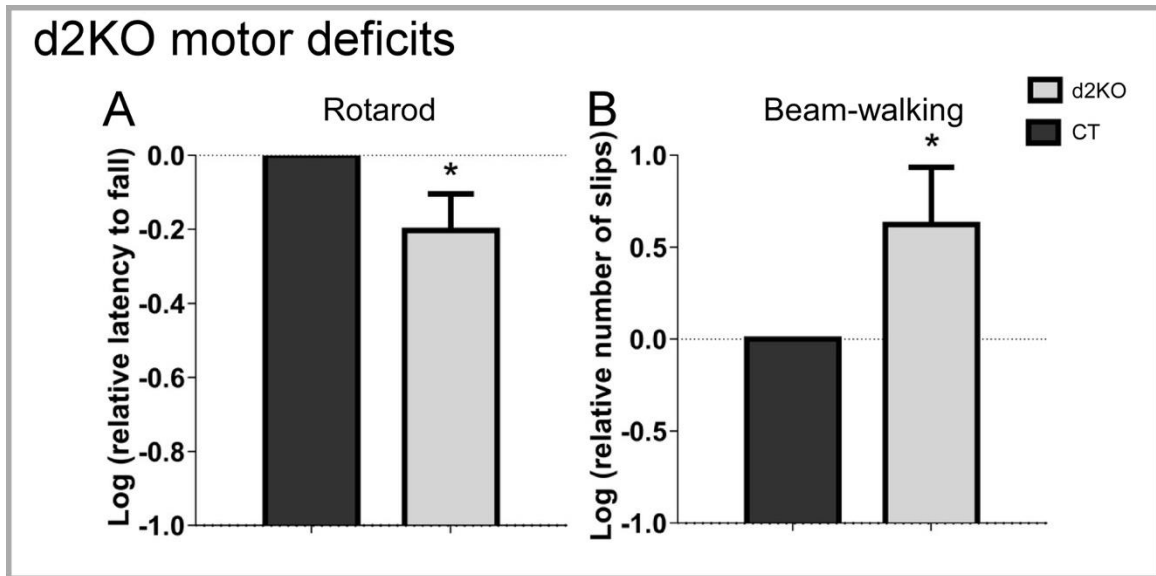 d2KO motor deficits
d2KO
CT
A
Rotarod
Log (relative latency to fall)
0.0
-0.2
-0.4
-0.6
-0.8
-1.0
*
B
Beam-walking
Log (relative number of slips)
1.0
0.5
0.0
-0.5
-1.0
*